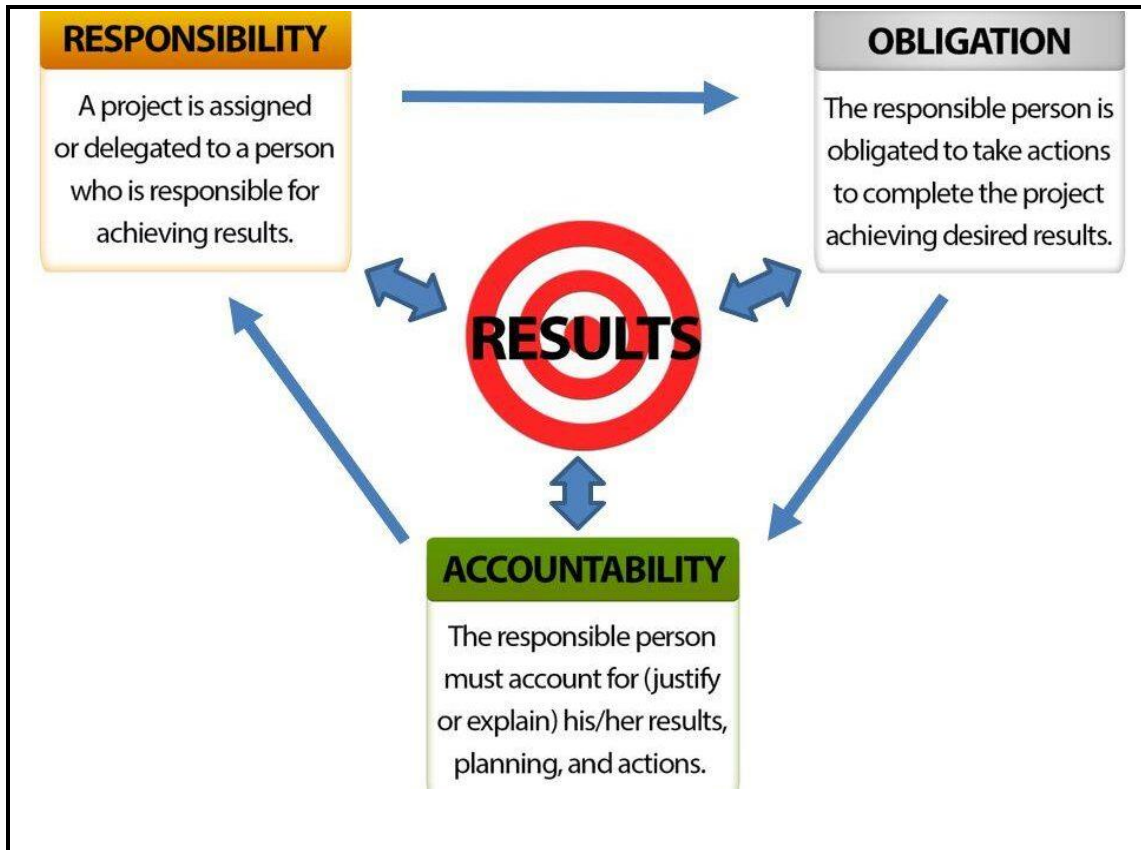 RESPONSIBILITY
A project is assigned
or delegated to a person
who is responsible for
achieving results.
OBLIGATION
The responsible person is
obligated to take actions
to complete the project
achieving desired results.
RESULTS
ACCOUNTABILITY
The responsible person
must account for (justify
or explain) his/her results,
planning, and actions.